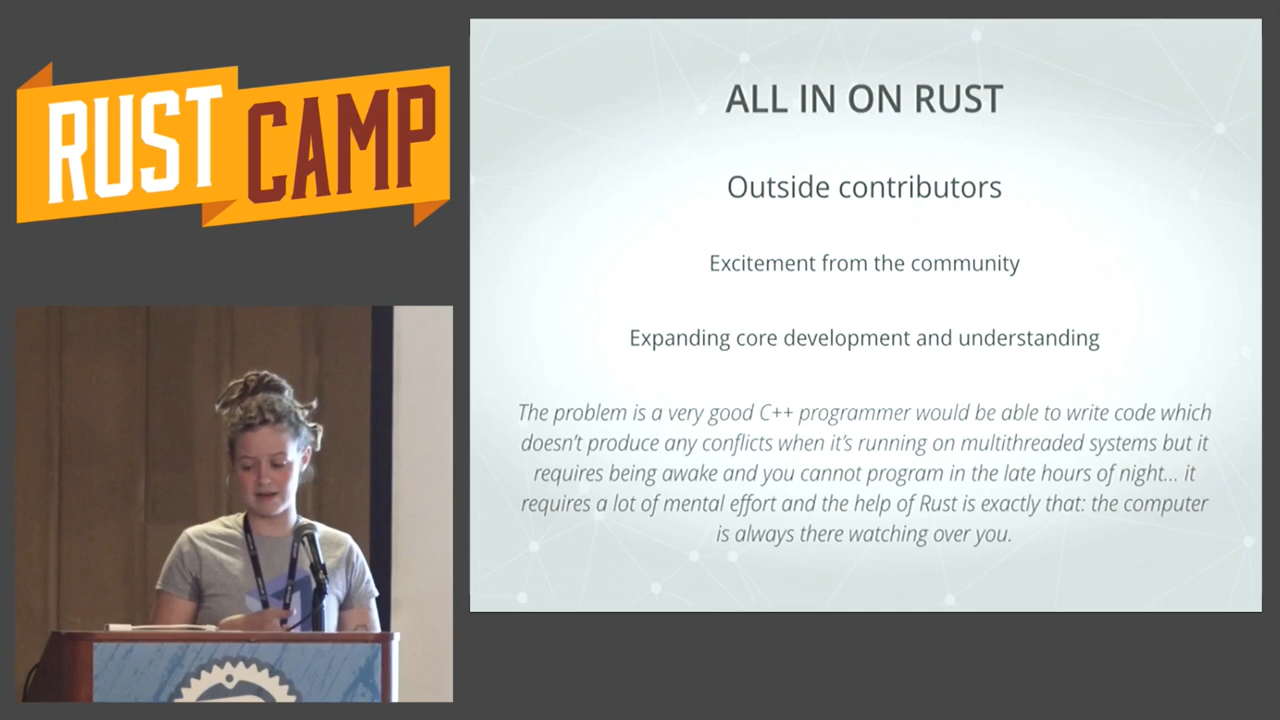 RUST CAMP
ALL IN ON RUST
Outside contributors
Excitement from the community
Expanding core development and understanding
The problem is a very good C++ programmer would be able to write code which
doesn't produce any conflicts when it's running on multithreaded systems but it
requires being awake and you cannot program in the late hours of night... it
requires a lot of mental effort and the help of Rust is exactly that: the computer
is always there watching over you.